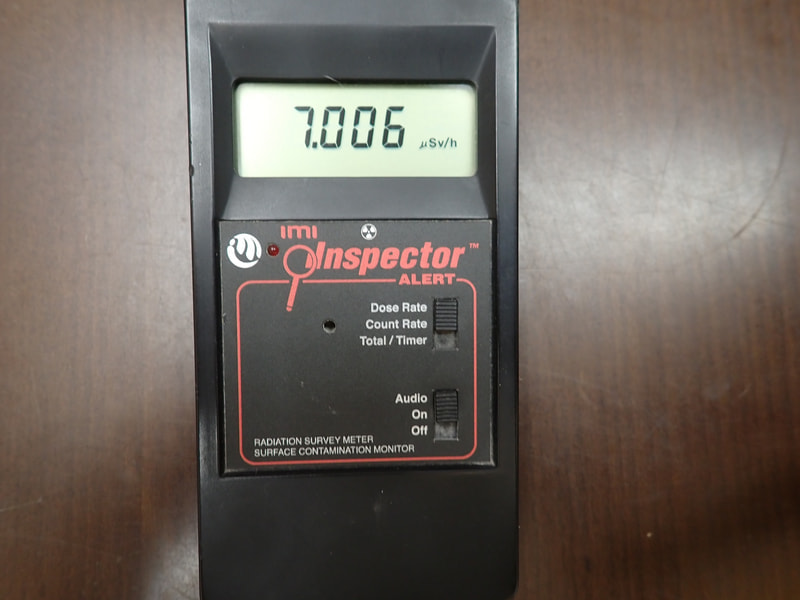 7.006 µSv/h
imi
Inspector™
ALERT
Dose Rate
Count Rate
Total / Timer
Audio
On
Off
RADIATION SURVEY METER
SURFACE CONTAMINATION MONITOR